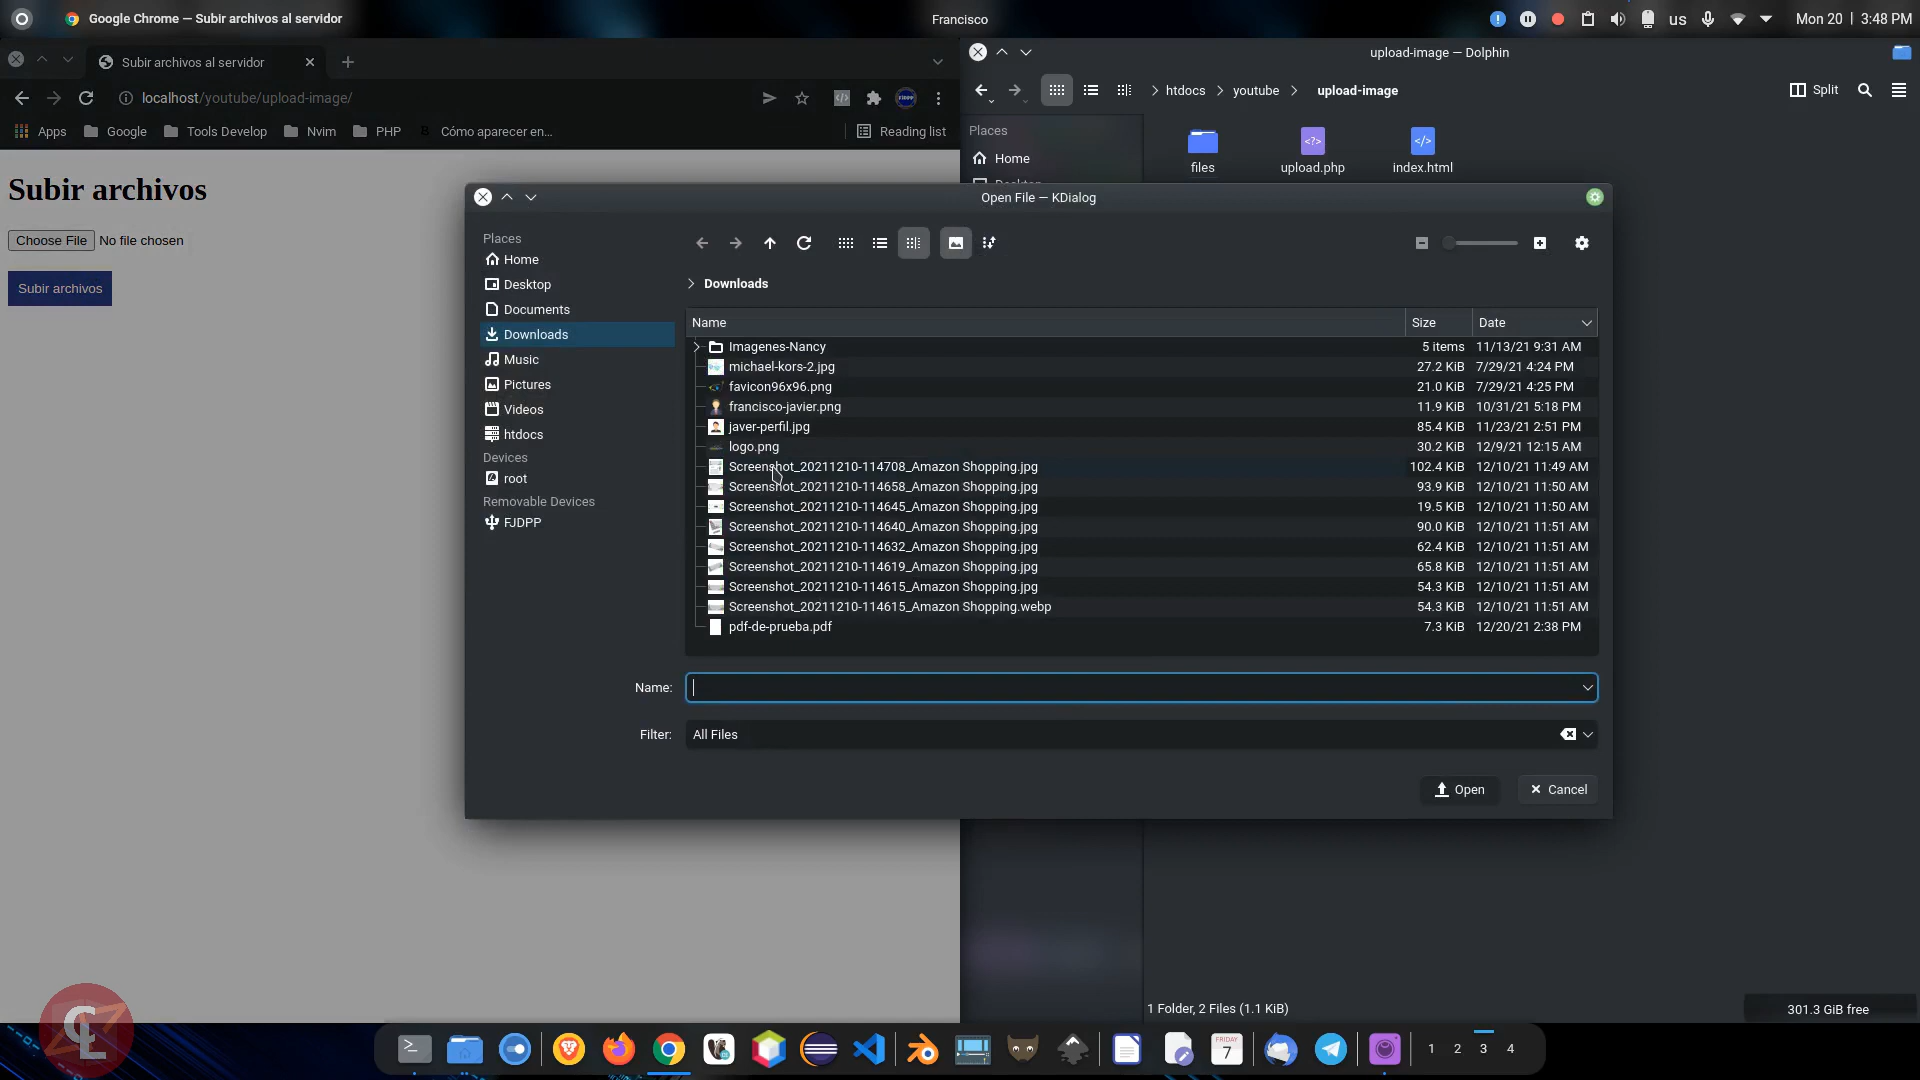 Google Chrome — Subir archivos al servidor
Francisco
us
Mon 20 | 3:48 PM
Subir archivos al servidor
localhost/youtube/upload-image/
Apps
Google
Tools Develop
Nvim
PHP
Cómo aparecer en...
Reading list
Subir archivos
Choose File No file chosen
Subir archivos
upload-image — Dolphin
htdocs
youtube
upload-image
Split
Places
Home
files
upload.php
index.html
Open File — KDialog
Places
Home
Desktop
Documents
Downloads
Music
Pictures
Videos
htdocs
Devices
root
Removable Devices
FJDPP
Downloads
Name Size Date
Imagenes-Nancy 5 items 11/13/21 9:31 AM
michael-kors-2.jpg 27.2 KiB 7/29/21 4:24 PM
favicon96x96.png 21.0 KiB 7/29/21 4:25 PM
francisco-javier.png 11.9 KiB 10/31/21 5:18 PM
javer-perfil.jpg 85.4 KiB 11/23/21 2:51 PM
logo.png 30.2 KiB 12/9/21 12:15 AM
Screenshot_20211210-114708_Amazon Shopping.jpg 102.4 KiB 12/10/21 11:49 AM
Screenshot_20211210-114658_Amazon Shopping.jpg 93.9 KiB 12/10/21 11:50 AM
Screenshot_20211210-114645_Amazon Shopping.jpg 19.5 KiB 12/10/21 11:50 AM
Screenshot_20211210-114640_Amazon Shopping.jpg 90.0 KiB 12/10/21 11:51 AM
Screenshot_20211210-114632_Amazon Shopping.jpg 62.4 KiB 12/10/21 11:51 AM
Screenshot_20211210-114619_Amazon Shopping.jpg 65.8 KiB 12/10/21 11:51 AM
Screenshot_20211210-114615_Amazon Shopping.jpg 54.3 KiB 12/10/21 11:51 AM
Screenshot_20211210-114615_Amazon Shopping.webp 54.3 KiB 12/10/21 11:51 AM
pdf-de-prueba.pdf 7.3 KiB 12/20/21 2:38 PM
Name:
Filter: All Files
Open
Cancel
1 Folder, 2 Files (1.1 KiB)
301.3 GiB free
CL
FRIDAY
7
1 2 3 4